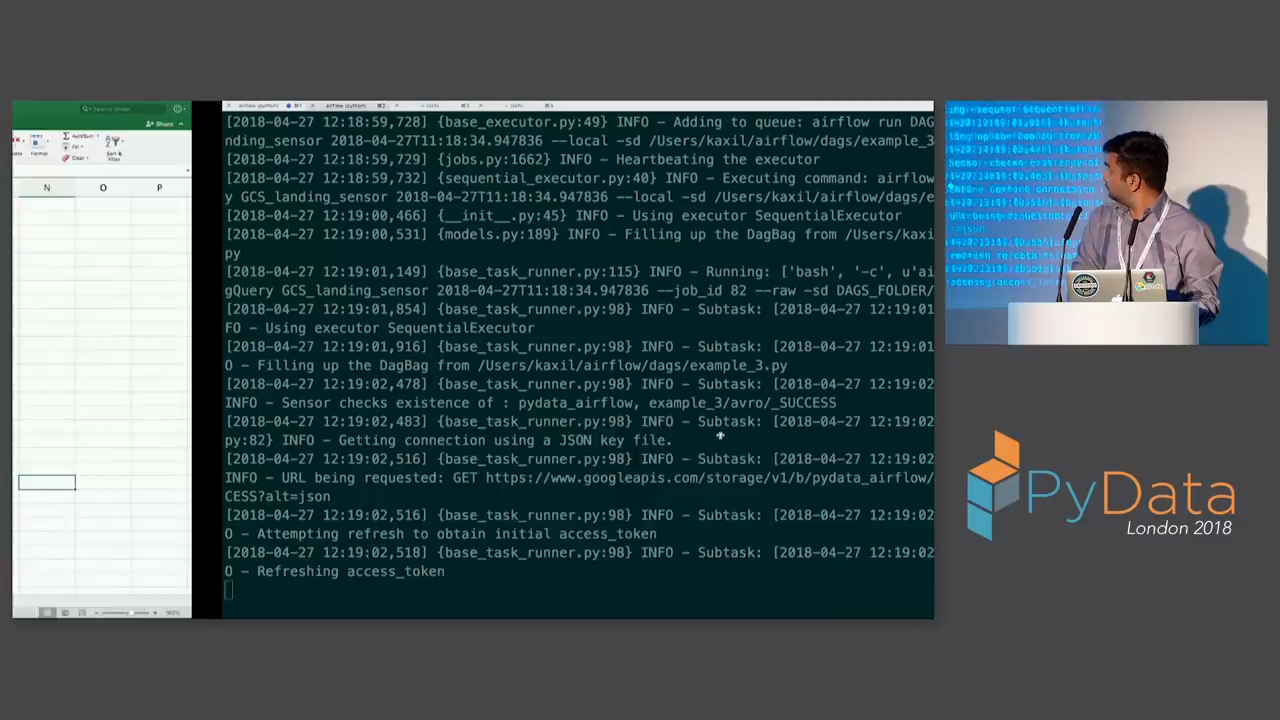 Search Sheet
Share
AutoSum
Fill
Clear
Format
Sort &
Filter
N O P
airflow (python) ⌘1 airflow (python) ⌘2 ⌘3 ⌘4
[2018-04-27 12:18:59,728] {base_executor.py:49} INFO - Adding to queue: airflow run DAG
nding_sensor 2018-04-27T11:18:34.947836 --local -sd /Users/kaxil/airflow/dags/example_3
[2018-04-27 12:18:59,729] {jobs.py:1662} INFO - Heartbeating the executor
[2018-04-27 12:18:59,732] {sequential_executor.py:40} INFO - Executing command: airflow
y GCS_landing_sensor 2018-04-27T11:18:34.947836 --local -sd /Users/kaxil/airflow/dags/e
[2018-04-27 12:19:00,466] {__init__.py:45} INFO - Using executor SequentialExecutor
[2018-04-27 12:19:00,531] {models.py:189} INFO - Filling up the DagBag from /Users/kaxi
py
[2018-04-27 12:19:01,149] {base_task_runner.py:115} INFO - Running: ['bash', '-c', u'ai
gQuery GCS_landing_sensor 2018-04-27T11:18:34.947836 --job_id 82 --raw -sd DAGS_FOLDER/
[2018-04-27 12:19:01,854] {base_task_runner.py:98} INFO - Subtask: [2018-04-27 12:19:01
FO - Using executor SequentialExecutor
[2018-04-27 12:19:01,916] {base_task_runner.py:98} INFO - Subtask: [2018-04-27 12:19:01
O - Filling up the DagBag from /Users/kaxil/airflow/dags/example_3.py
[2018-04-27 12:19:02,478] {base_task_runner.py:98} INFO - Subtask: [2018-04-27 12:19:02
INFO - Sensor checks existence of : pydata_airflow, example_3/avro/_SUCCESS
[2018-04-27 12:19:02,483] {base_task_runner.py:98} INFO - Subtask: [2018-04-27 12:19:02
py:82} INFO - Getting connection using a JSON key file.
[2018-04-27 12:19:02,516] {base_task_runner.py:98} INFO - Subtask: [2018-04-27 12:19:02
INFO - URL being requested: GET https://www.googleapis.com/storage/v1/b/pydata_airflow/
CESS?alt=json
[2018-04-27 12:19:02,516] {base_task_runner.py:98} INFO - Subtask: [2018-04-27 12:19:02
O - Attempting refresh to obtain initial access_token
[2018-04-27 12:19:02,518] {base_task_runner.py:98} INFO - Subtask: [2018-04-27 12:19:02
O - Refreshing access_token
PyData
London 2018